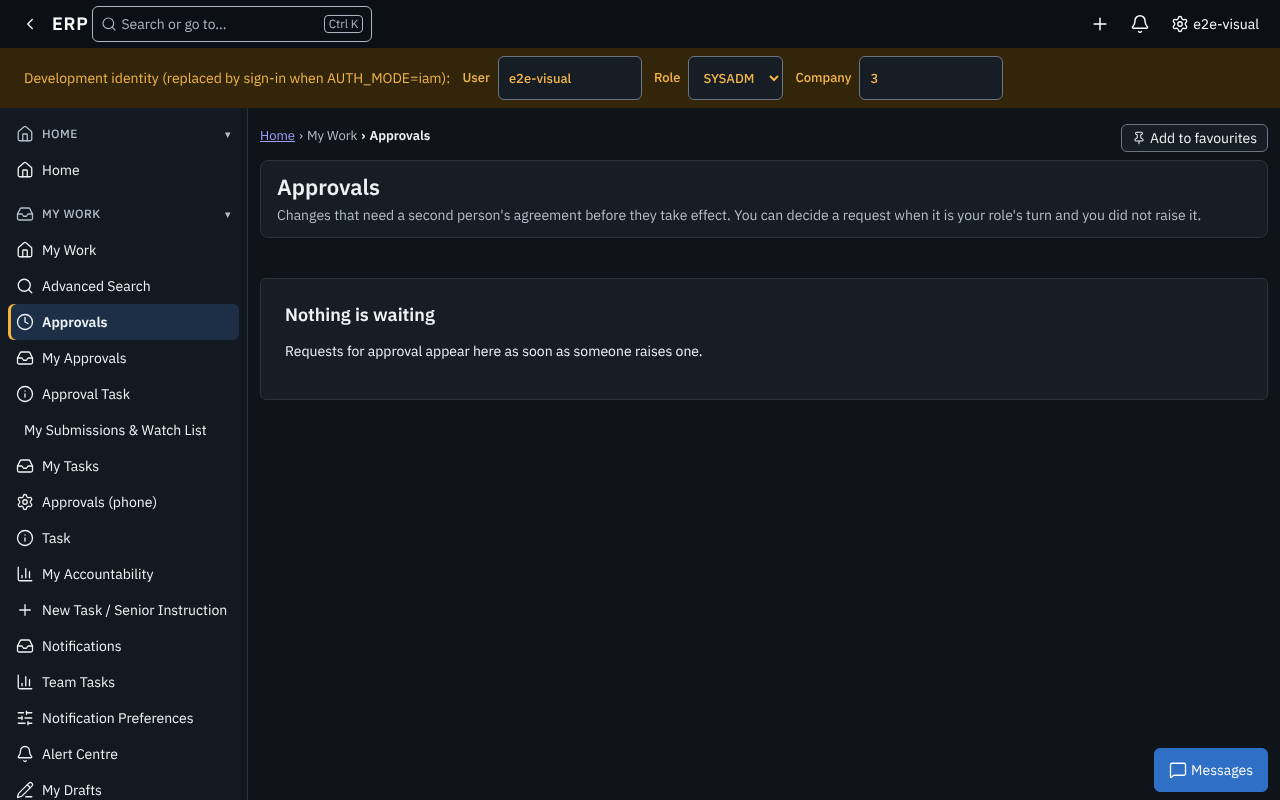 ERP
Search or go to...
Ctrl K
e2e-visual
Development identity (replaced by sign-in when AUTH_MODE=iam):
User
e2e-visual
Role
SYSADM
Company
3
HOME
Home
MY WORK
My Work
Advanced Search
Approvals
My Approvals
Approval Task
My Submissions & Watch List
My Tasks
Approvals (phone)
Task
My Accountability
New Task / Senior Instruction
Notifications
Team Tasks
Notification Preferences
Alert Centre
My Drafts
Home › My Work › Approvals
Add to favourites
Approvals
Changes that need a second person's agreement before they take effect. You can decide a request when it is your role's turn and you did not raise it.
Nothing is waiting
Requests for approval appear here as soon as someone raises one.
Messages